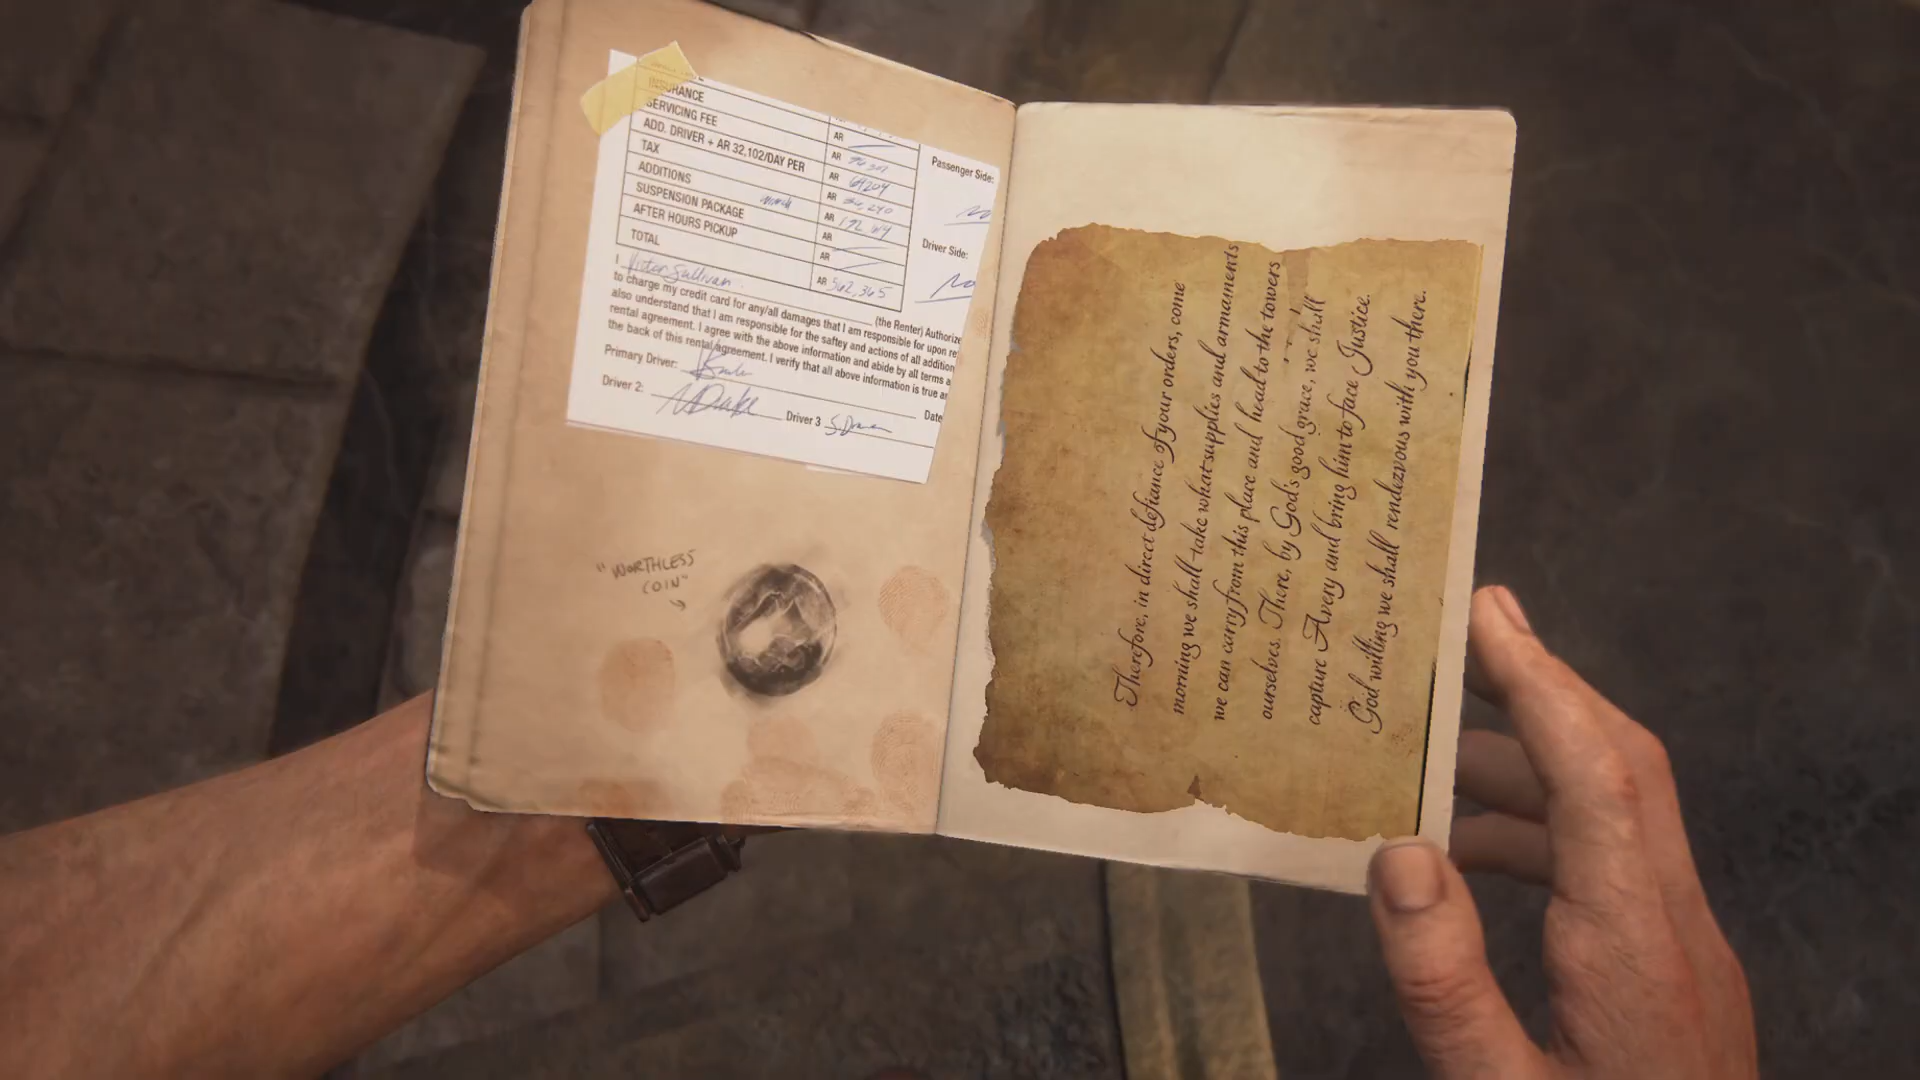 INSURANCE
SERVICING FEE AR
ADD. DRIVER + AR 32,102/DAY PER AR
TAX AR 69204
ADDITIONS AR
SUSPENSION PACKAGE AR
AFTER HOURS PICKUP AR
AR
TOTAL AR 562,365
Passenger Side:
Driver Side:
I Victor Sullivan (the Renter) Authorize
to charge my credit card for any/all damages that I am responsible for upon re
also understand that I am responsible for the saftey and actions of all addition
rental agreement. I agree with the above information and abide by all terms a
the back of this rental agreement. I verify that all above information is true an
Primary Driver: Date
Driver 2: NDrake Driver 3
"WORTHLESS
COIN"
Therefore, in direct defiance of your orders, come
morning we shall take what supplies and armaments
we can carry from this place and head to the towers
ourselves. There, by God's good grace, we shall
capture Avery and bring him to face Justice.
God willing we shall rendezvous with you there.